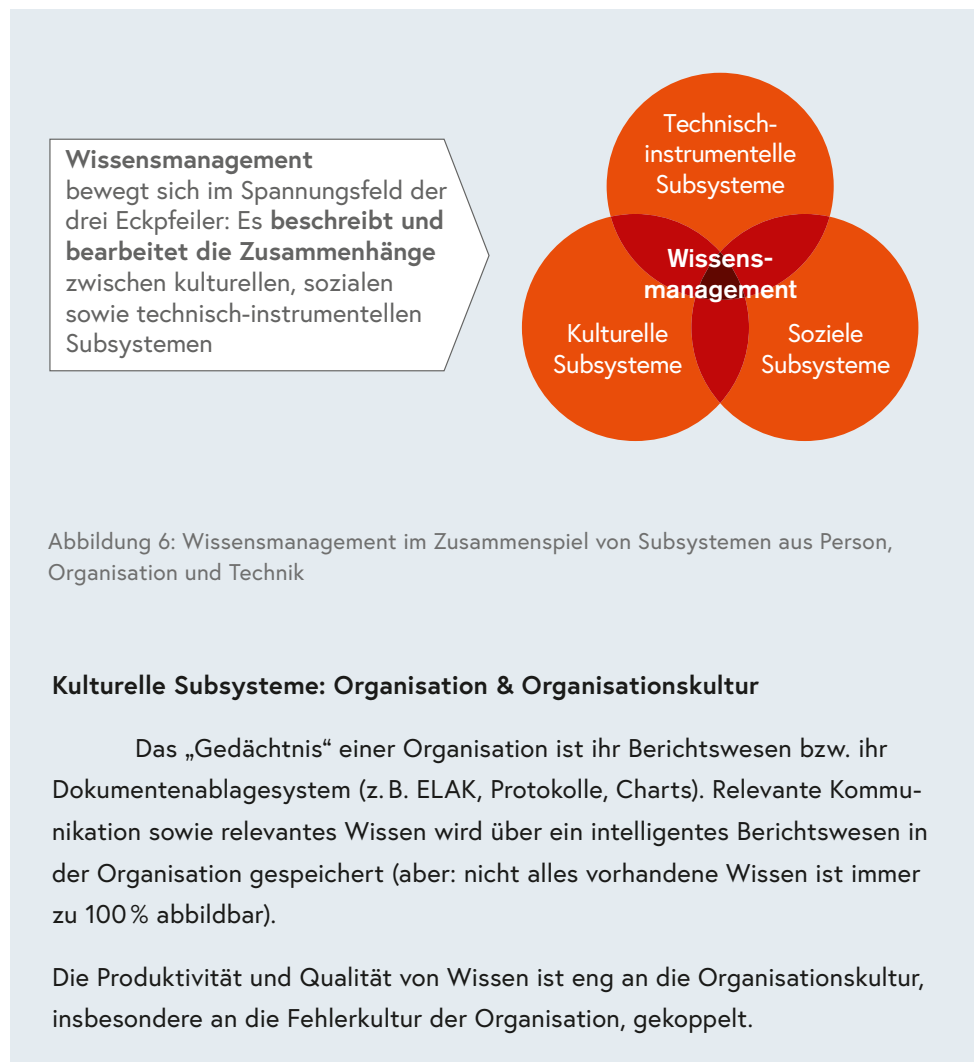 Wissensmanagement
bewegt sich im Spannungsfeld der
drei Eckpfeiler: Es beschreibt und
bearbeitet die Zusammenhänge
zwischen kulturellen, sozialen
sowie technisch-instrumentellen
Subsystemen
Technisch-
instrumentelle
Subsysteme
Wissens-
management
Kulturelle
Subsysteme
Soziele
Subsysteme
Abbildung 6: Wissensmanagement im Zusammenspiel von Subsystemen aus Person,
Organisation und Technik
Kulturelle Subsysteme: Organisation & Organisationskultur
Das „Gedächtnis“ einer Organisation ist ihr Berichtswesen bzw. ihr
Dokumentenablagesystem (z. B. ELAK, Protokolle, Charts). Relevante Kommu-
nikation sowie relevantes Wissen wird über ein intelligentes Berichtswesen in
der Organisation gespeichert (aber: nicht alles vorhandene Wissen ist immer
zu 100 % abbildbar).
Die Produktivität und Qualität von Wissen ist eng an die Organisationskultur,
insbesondere an die Fehlerkultur der Organisation, gekoppelt.